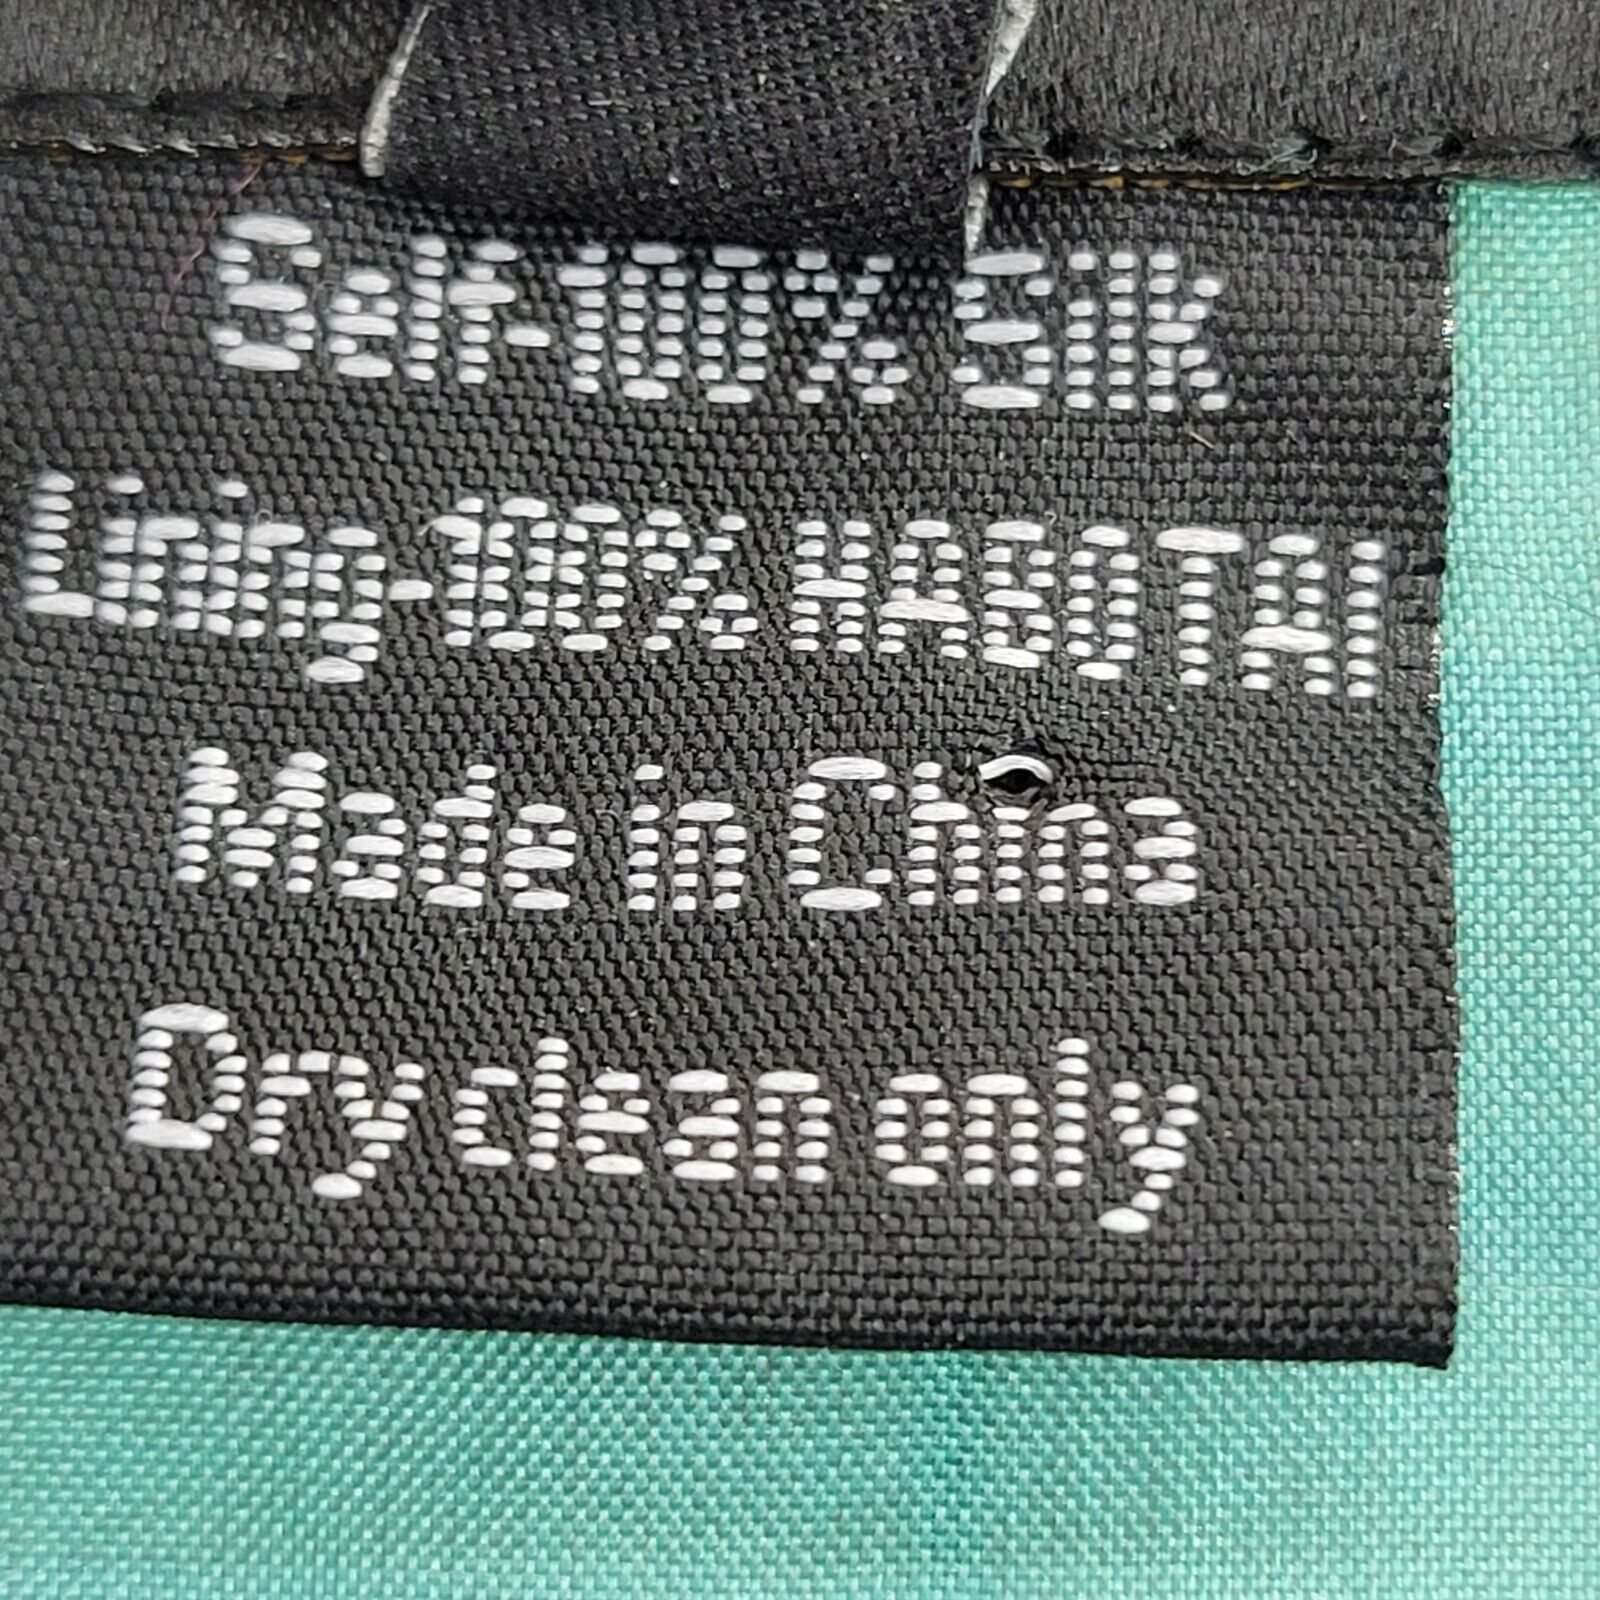 Self-100% Silk
Lining-100% HABOTAI
Made in China
Dry clean only